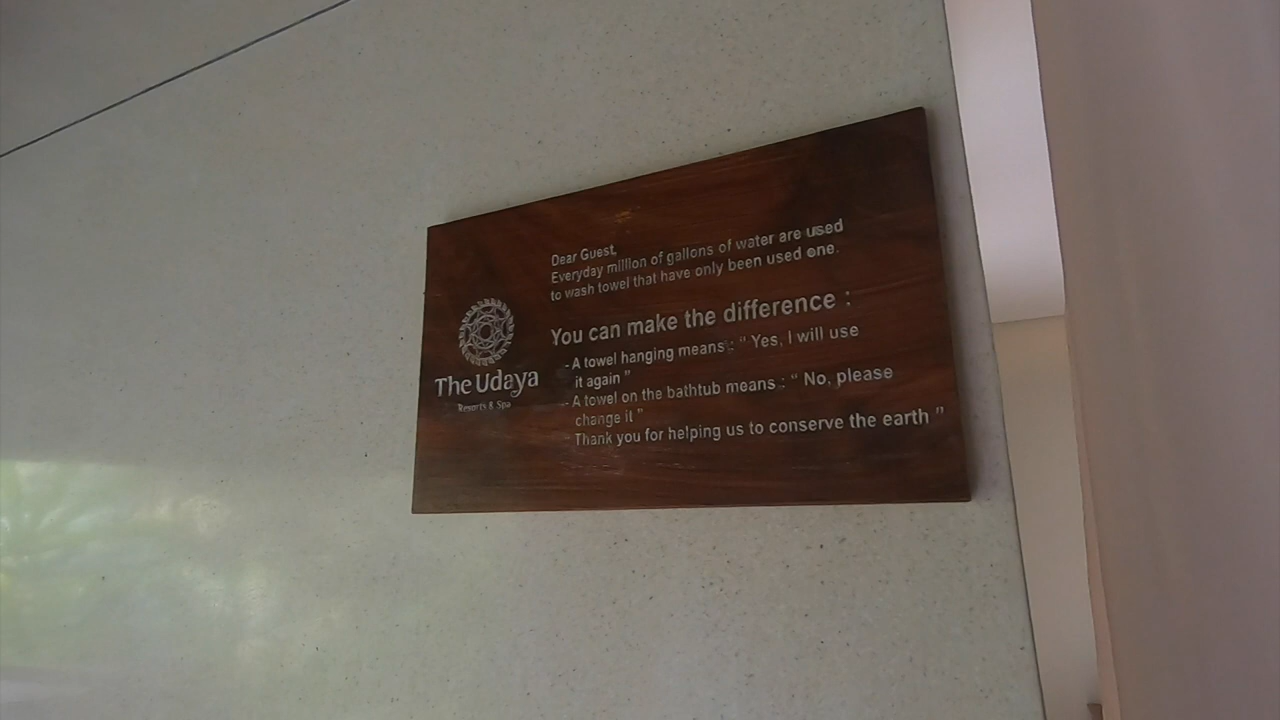 The Udaya
Resorts & Spa
Dear Guest,
Everyday million of gallons of water are used
to wash towel that have only been used one.
You can make the difference :
- A towel hanging means : “ Yes, I will use
it again ”
- A towel on the bathtub means : “ No, please
change it ”
Thank you for helping us to conserve the earth ”